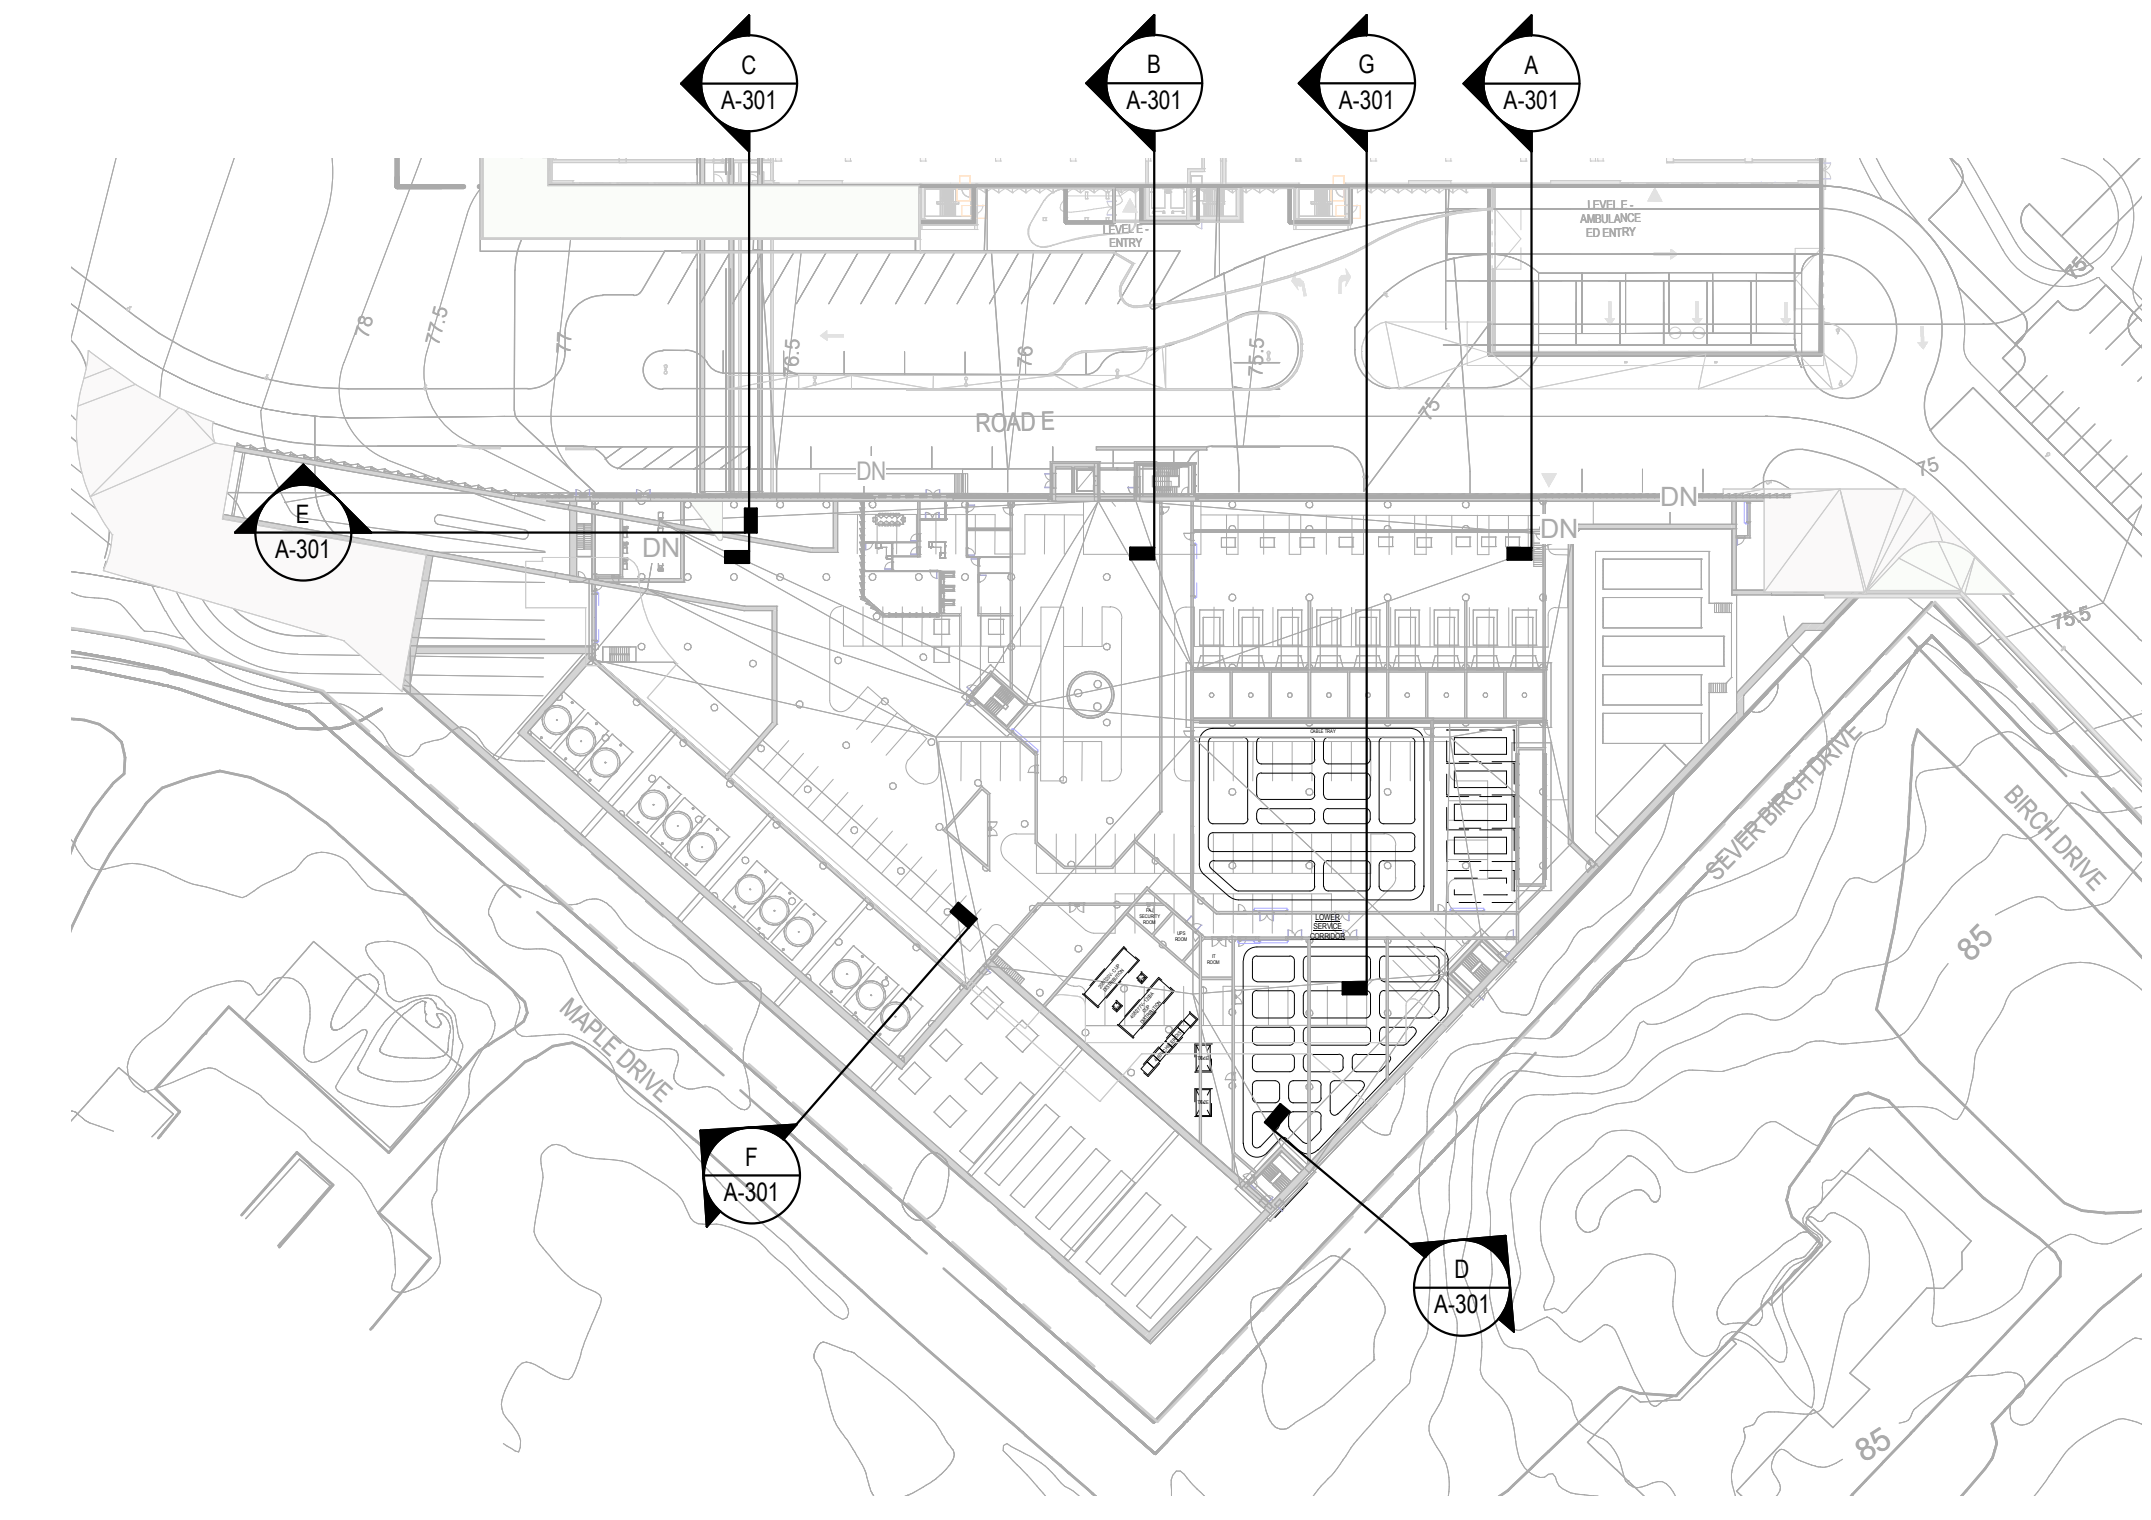 C
A-301
B
A-301
G
A-301
A
A-301
LEVEL E -
ENTRY
LEVEL E -
AMBULANCE
ED ENTRY
78
77.5
77
76.5
76
75.5
75
75
75
75.5
ROAD E
DN
DN
DN
DN
E
A-301
CABLE TRAY
SEVER BIRCH DRIVE
BIRCH DRIVE
SECURITY
ROOM
UPS
ROOM
IT
ROOM
LOWER
SERVICE
CORRIDOR
MAPLE DRIVE
85
85
F
A-301
D
A-301